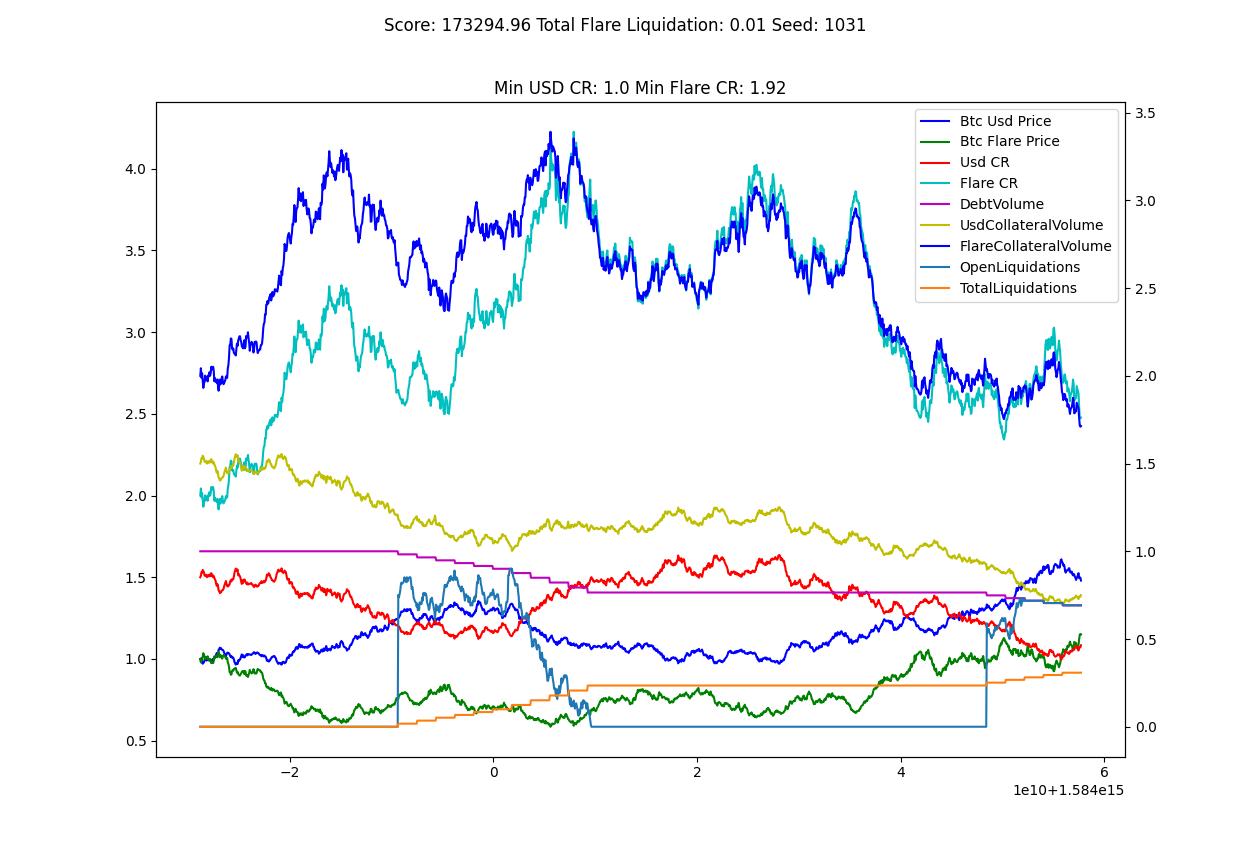 Score: 173294.96 Total Flare Liquidation: 0.01 Seed: 1031
Min USD CR: 1.0 Min Flare CR: 1.92
Btc Usd Price
Btc Flare Price
Usd CR
Flare CR
DebtVolume
UsdCollateralVolume
FlareCollateralVolume
OpenLiquidations
TotalLiquidations
4.0
3.5
3.0
2.5
2.0
1.5
1.0
0.5
3.5
3.0
2.5
2.0
1.5
1.0
0.5
0.0
−2 0 2 4 6
1e10+1.584e15